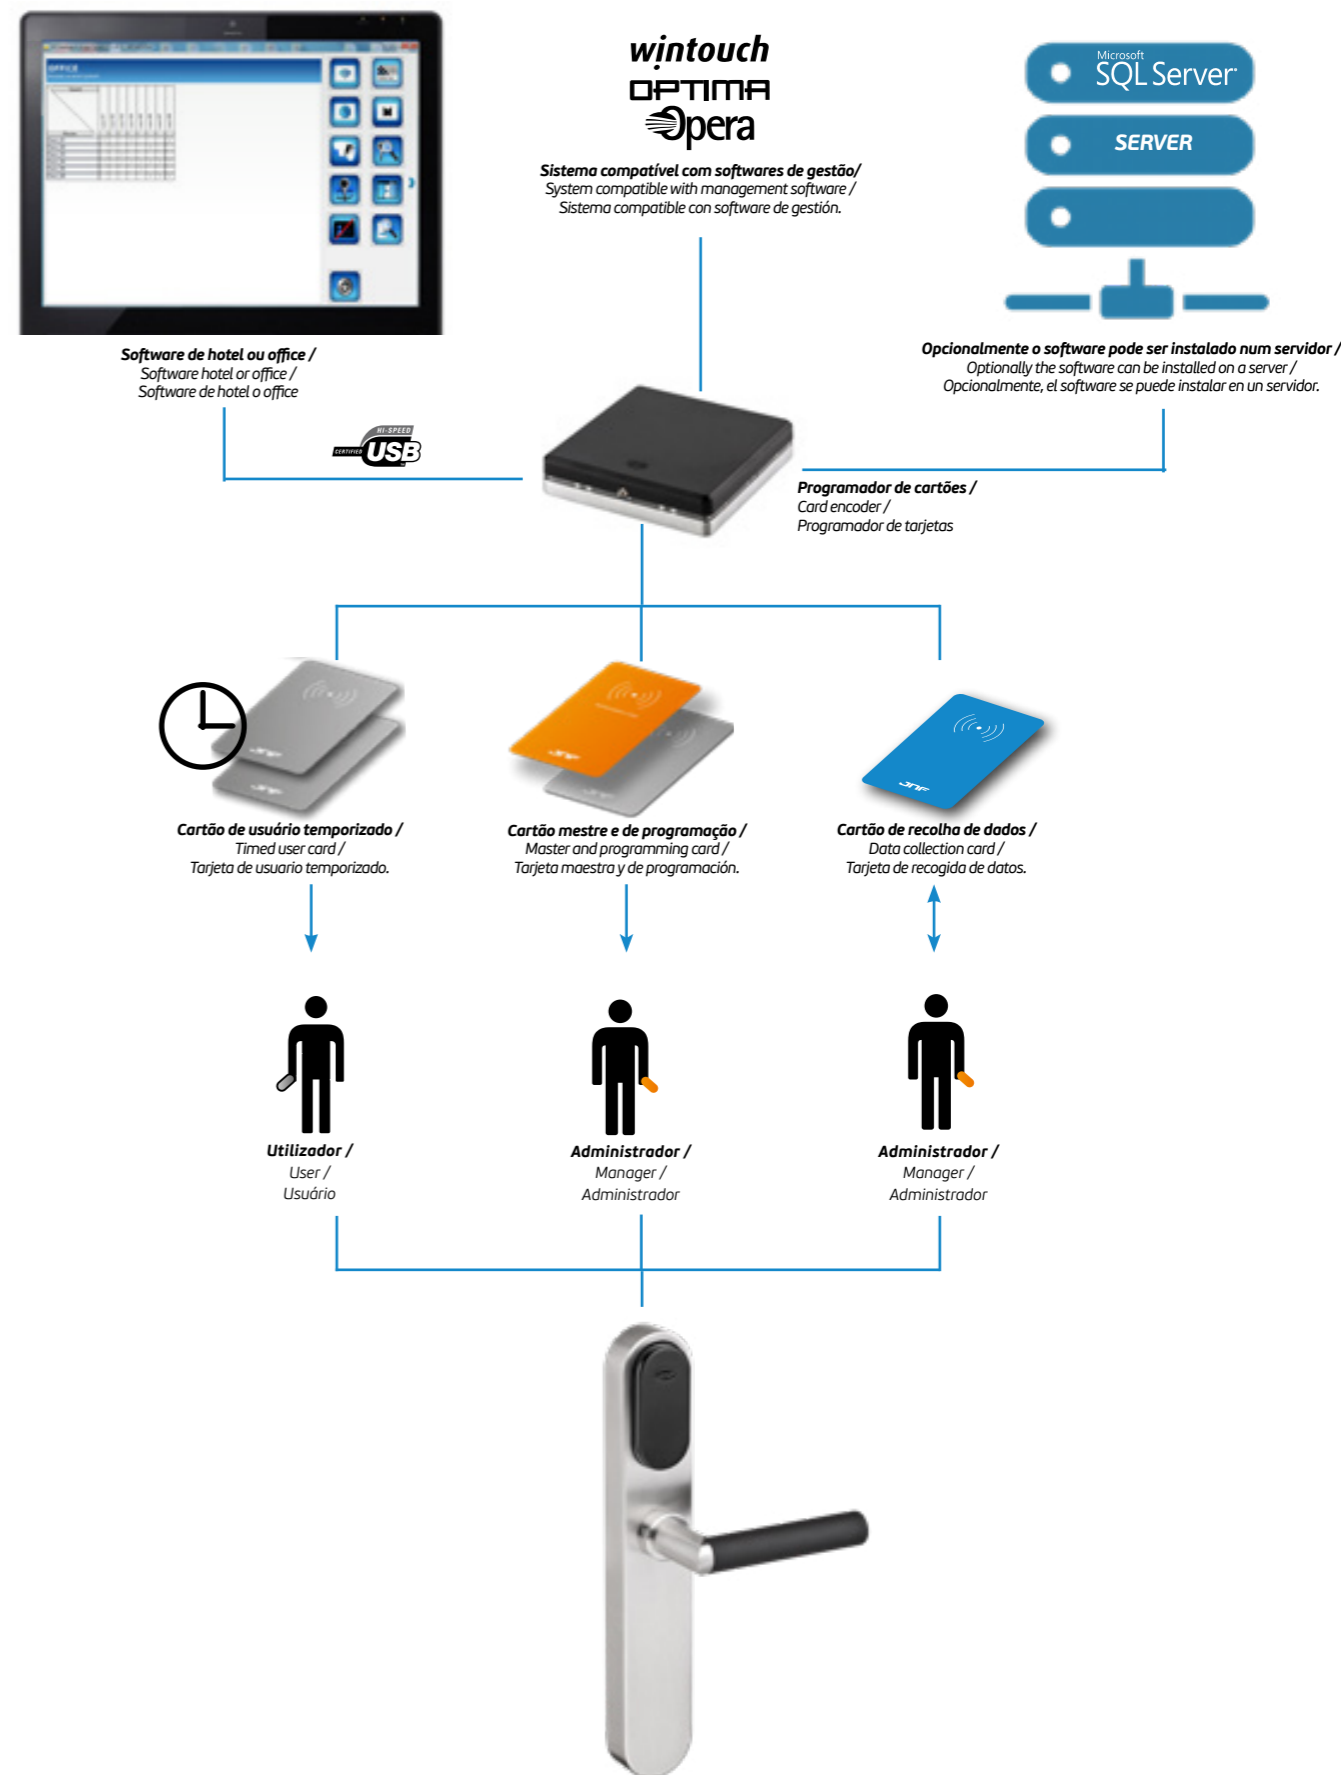 OFFICE
wintouch
OPTIMA
Opera
Sistema compatível com softwares de gestão/
System compatible with management software /
Sistema compatible con software de gestión.
Microsoft
SQL Server
SERVER
Software de hotel ou office /
Software hotel or office /
Software de hotel o office
Opcionalmente o software pode ser instalado num servidor /
Optionally the software can be installed on a server /
Opcionalmente, el software se puede instalar en un servidor.
HI-SPEED
CERTIFIED USB
Programador de cartões /
Card encoder /
Programador de tarjetas
JNF
JNF
JNF
JNF
Cartão de usuário temporizado /
Timed user card /
Tarjeta de usuario temporizado.
Cartão mestre e de programação /
Master and programming card /
Tarjeta maestra y de programación.
Cartão de recolha de dados /
Data collection card /
Tarjeta de recogida de datos.
Utilizador /
User /
Usuário
Administrador /
Manager /
Administrador
Administrador /
Manager /
Administrador